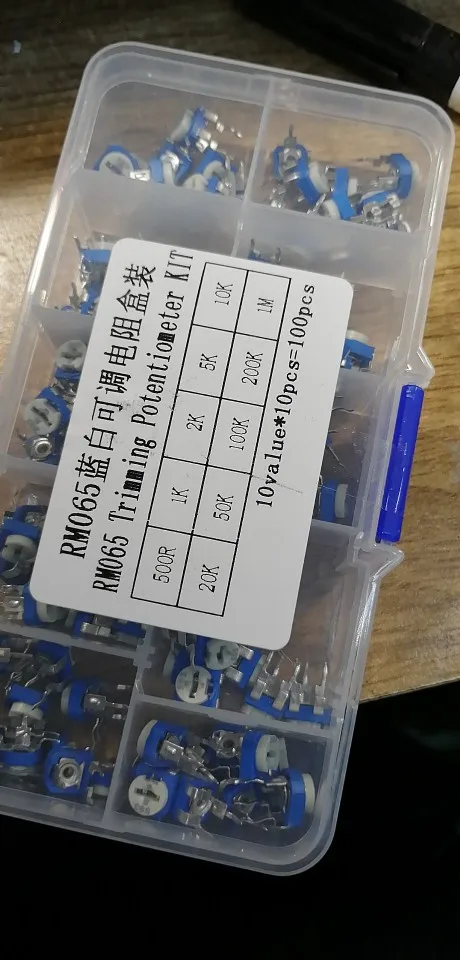 RM065蓝白可调电阻盒装
RM065 Trimming Potentiometer KIT
500R 1K 2K 5K 10K
20K 50K 100K 200K 1M
10value*10pcs=100pcs